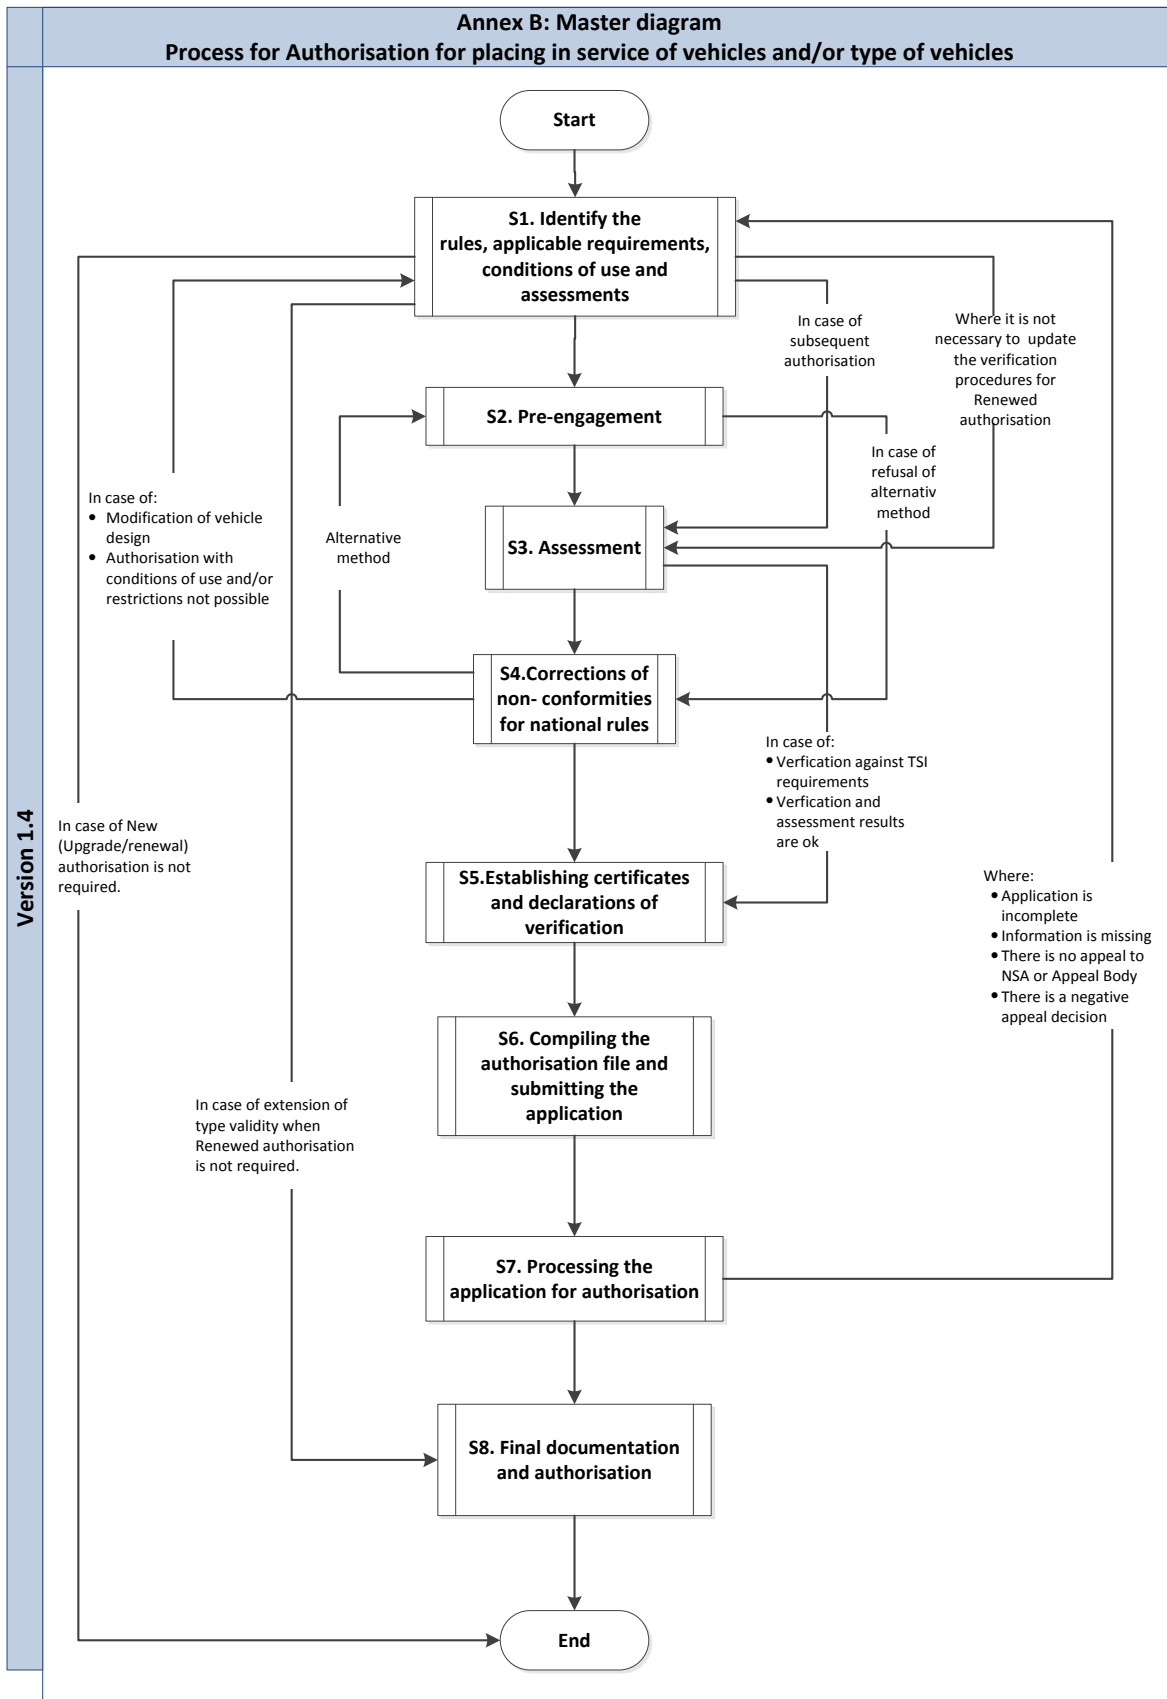 Annex B: Master diagram
Process for Authorisation for placing in service of vehicles and/or type of vehicles
Version 1.4
Start
S1. Identify the
rules, applicable requirements,
conditions of use and
assessments
In case of
subsequent
authorisation
Where it is not
necessary to update
the verification
procedures for
Renewed
authorisation
S2. Pre-engagement
In case of
refusal of
alternativ
method
In case of:
• Modification of vehicle
design
• Authorisation with
conditions of use and/or
restrictions not possible
Alternative
method
S3. Assessment
S4.Corrections of
non- conformities
for national rules
In case of:
• Verfication against TSI
requirements
• Verfication and
assessment results
are ok
In case of New
(Upgrade/renewal)
authorisation is not
required.
S5.Establishing certificates
and declarations of
verification
Where:
• Application is
incomplete
• Information is missing
• There is no appeal to
NSA or Appeal Body
• There is a negative
appeal decision
S6. Compiling the
authorisation file and
submitting the
application
In case of extension of
type validity when
Renewed authorisation
is not required.
S7. Processing the
application for authorisation
S8. Final documentation
and authorisation
End